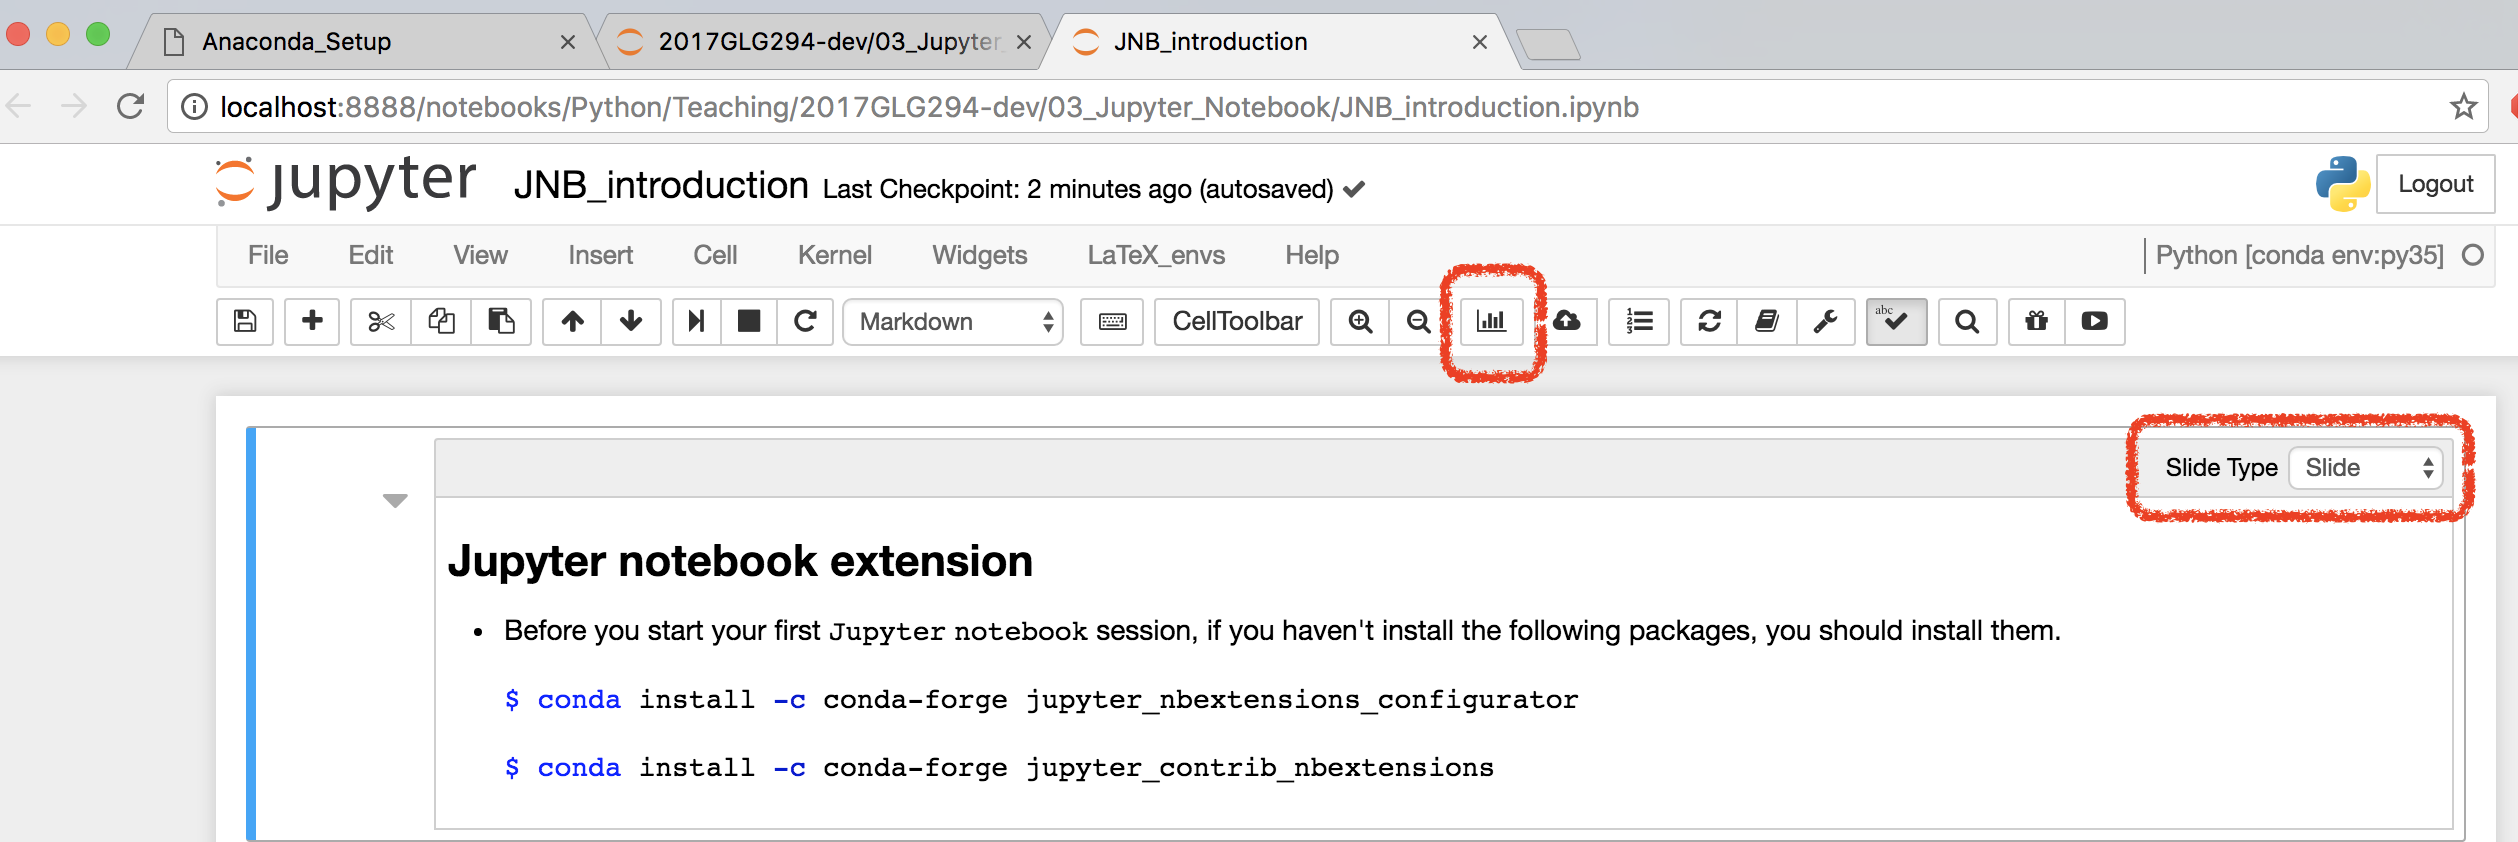 Anaconda_Setup
2017GLG294-dev/03_Jupyter
JNB_introduction
localhost:8888/notebooks/Python/Teaching/2017GLG294-dev/03_Jupyter_Notebook/JNB_introduction.ipynb
jupyter JNB_introduction Last Checkpoint: 2 minutes ago (autosaved) Logout
File Edit View Insert Cell Kernel Widgets LaTeX_envs Help Python [conda env:py35]
Markdown CellToolbar 1 2 3 abc
Slide Type Slide
Jupyter notebook extension
• Before you start your first Jupyter notebook session, if you haven't install the following packages, you should install them.
$ conda install -c conda-forge jupyter_nbextensions_configurator
$ conda install -c conda-forge jupyter_contrib_nbextensions